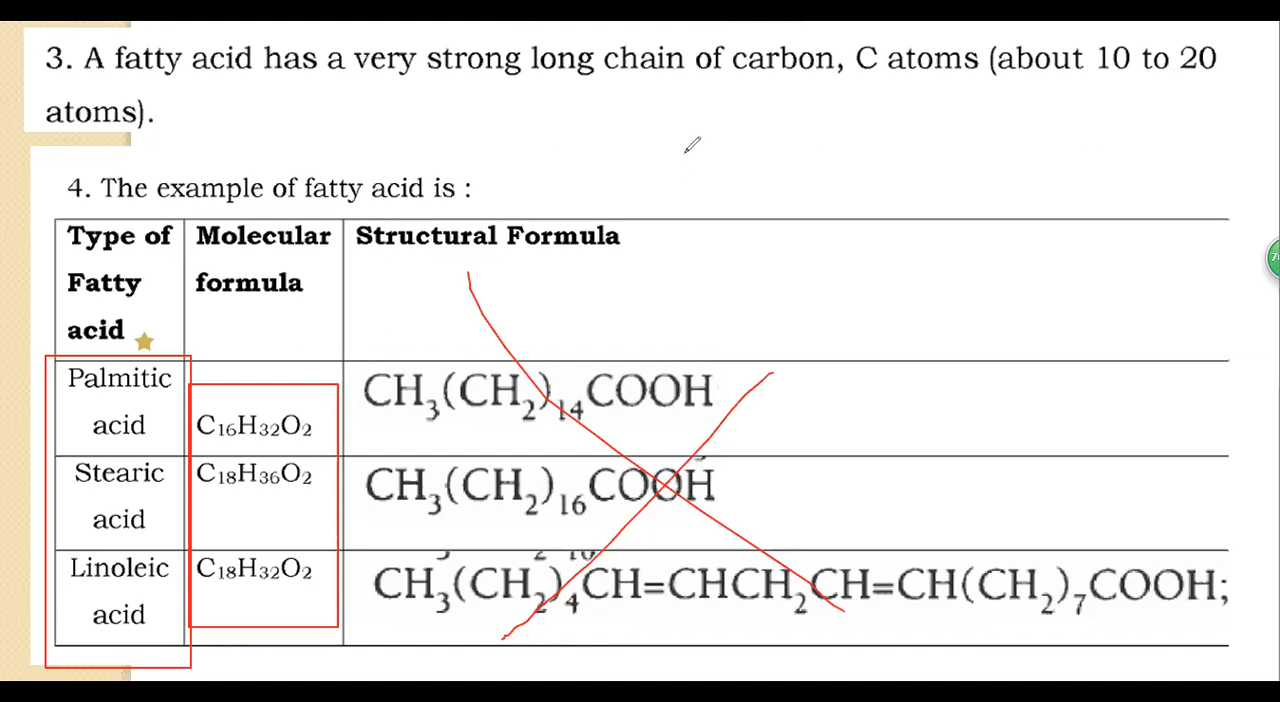 3. A fatty acid has a very strong long chain of carbon, C atoms (about 10 to 20
atoms).
4. The example of fatty acid is :
Type of Fatty acid Molecular formula Structural Formula
Palmitic acid C₁₆H₃₂O₂ CH₃(CH₂)₁₄COOH
Stearic acid C₁₈H₃₆O₂ CH₃(CH₂)₁₆COOH
Linoleic acid C₁₈H₃₂O₂ CH₃(CH₂)₄CH=CHCH₂CH=CH(CH₂)₇COOH;